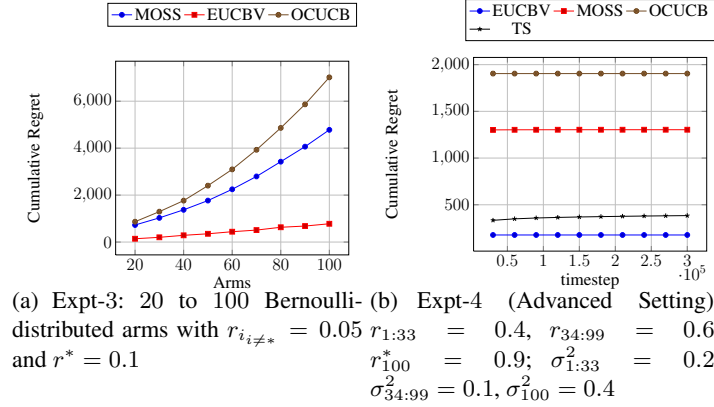 MOSS EUCBV OCUCB
Cumulative Regret
6,000
4,000
2,000
0
20 40 60 80 100
Arms
(a) Expt-3: 20 to 100 Bernoulli-
distributed arms with r_{i_{i≠*}} = 0.05
and r* = 0.1
EUCBV MOSS OCUCB
TS
Cumulative Regret
2,000
1,500
1,000
500
0.5 1 1.5 2 2.5 3
timestep ·10^5
(b) Expt-4 (Advanced Setting)
r_{1:33} = 0.4, r_{34:99} = 0.6
r*_{100} = 0.9; σ²_{1:33} = 0.2
σ²_{34:99} = 0.1, σ²_{100} = 0.4